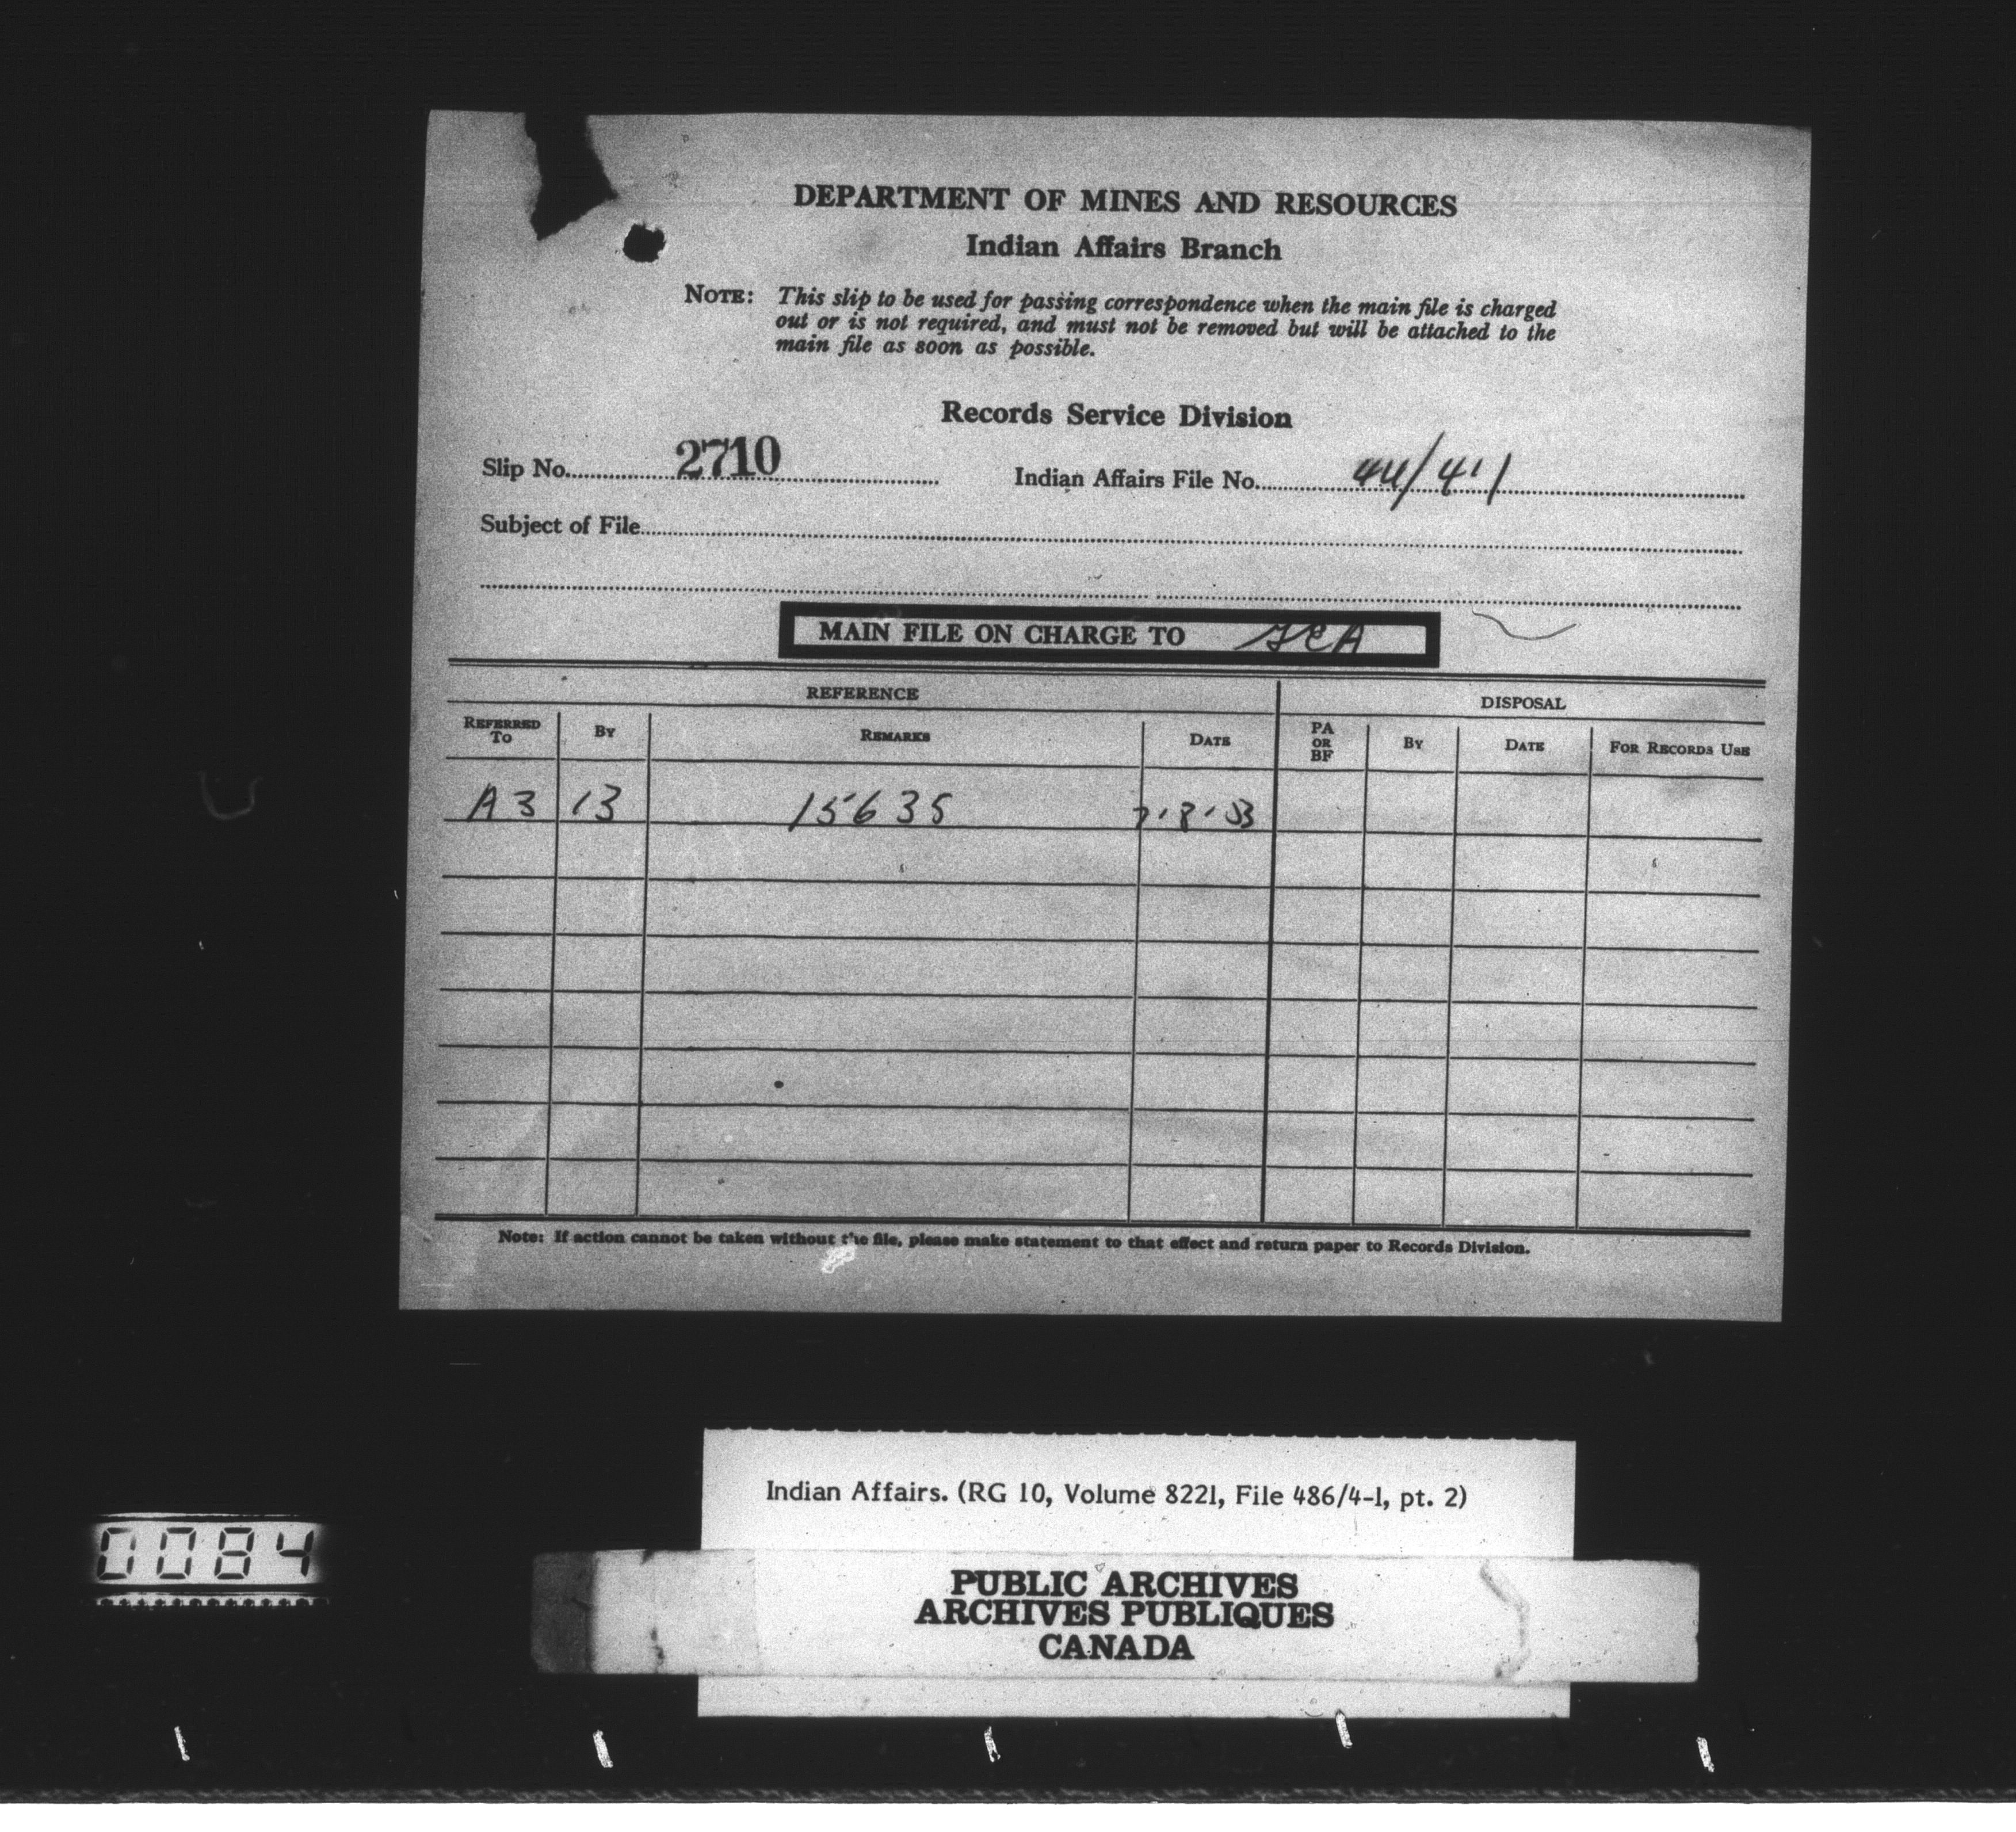 DEPARTMENT OF MINES AND RESOURCES
Indian Affairs Branch
NOTE: This slip to be used for passing correspondence when the main file is charged
out or is not required, and must not be removed but will be attached to the
main file as soon as possible.
Records Service Division
Slip No. 2710 Indian Affairs File No.
Subject of File
MAIN FILE ON CHARGE TO
REFERENCE DISPOSAL
REFERRED TO BY REMARKS DATE PA OR BF BY DATE FOR RECORDS USE
A3 13 15635 7.8.53
Note: If action cannot be taken without the file, please make statement to that effect and return paper to Records Division.
Indian Affairs. (RG 10, Volume 8221, File 486/4-1, pt. 2)
0084
PUBLIC ARCHIVES
ARCHIVES PUBLIQUES
CANADA